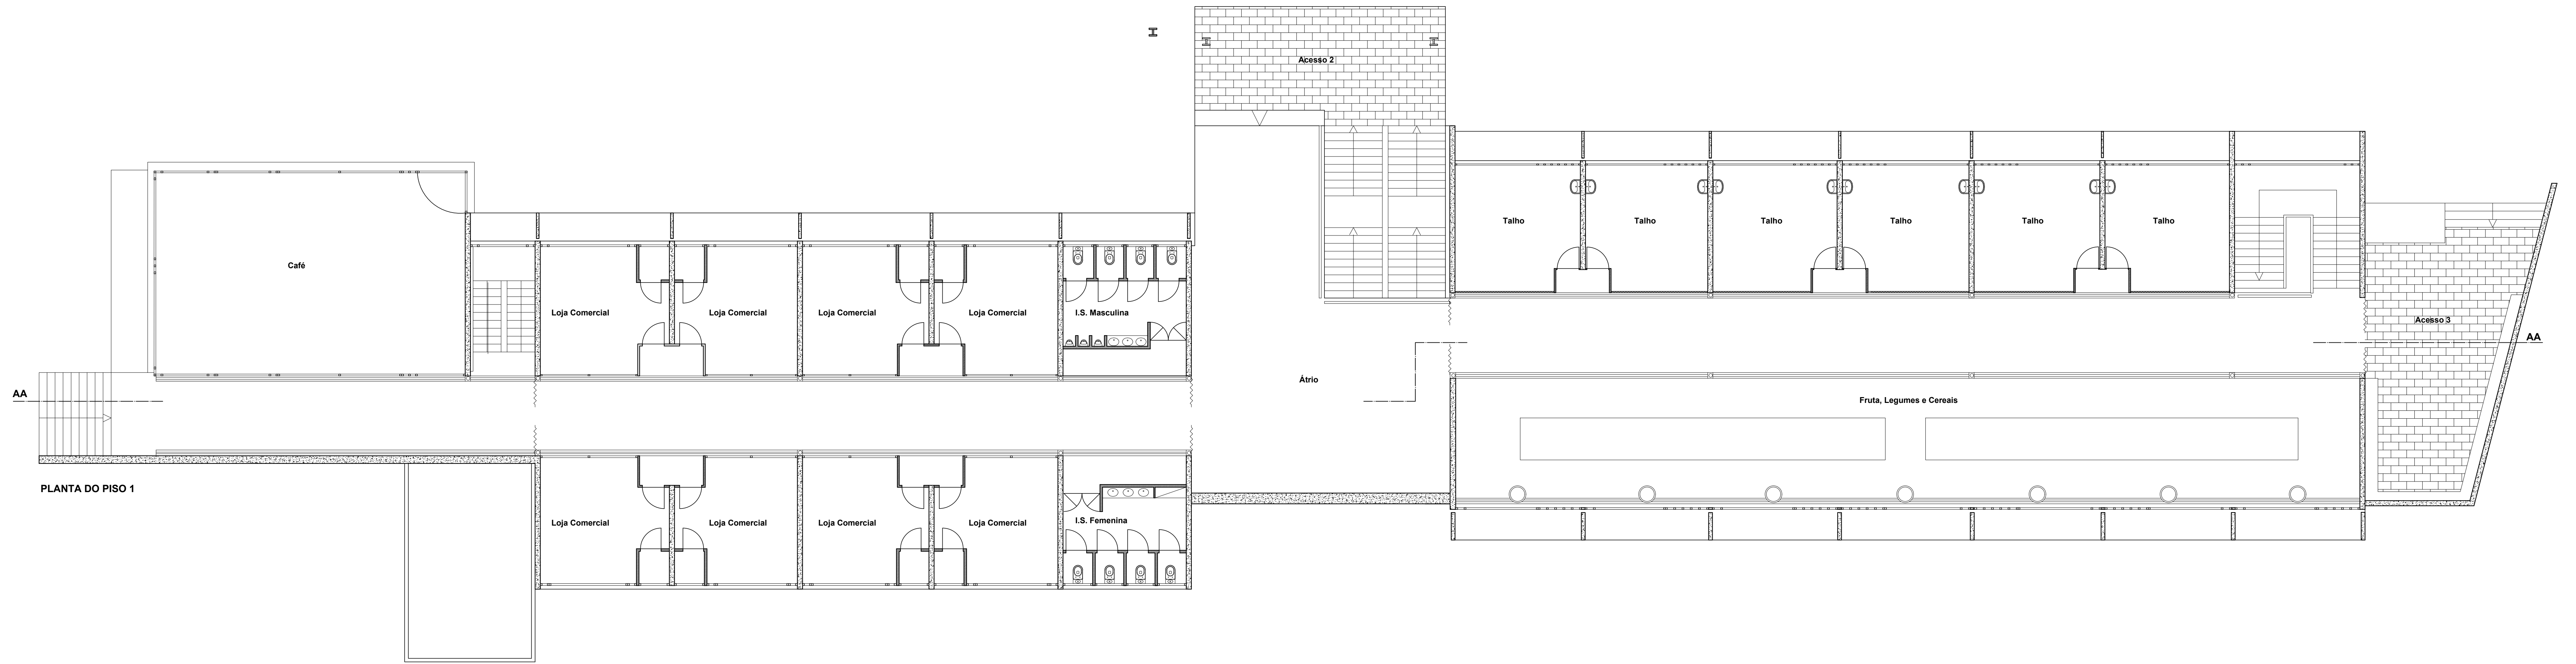 Acesso 2
Talho
Talho
Talho
Talho
Talho
Talho
Café
Loja Comercial
Loja Comercial
Loja Comercial
Loja Comercial
I.S. Masculina
Acesso 3
AA
Átrio
AA
Fruta, Legumes e Cereais
PLANTA DO PISO 1
Loja Comercial
Loja Comercial
Loja Comercial
Loja Comercial
I.S. Femenina